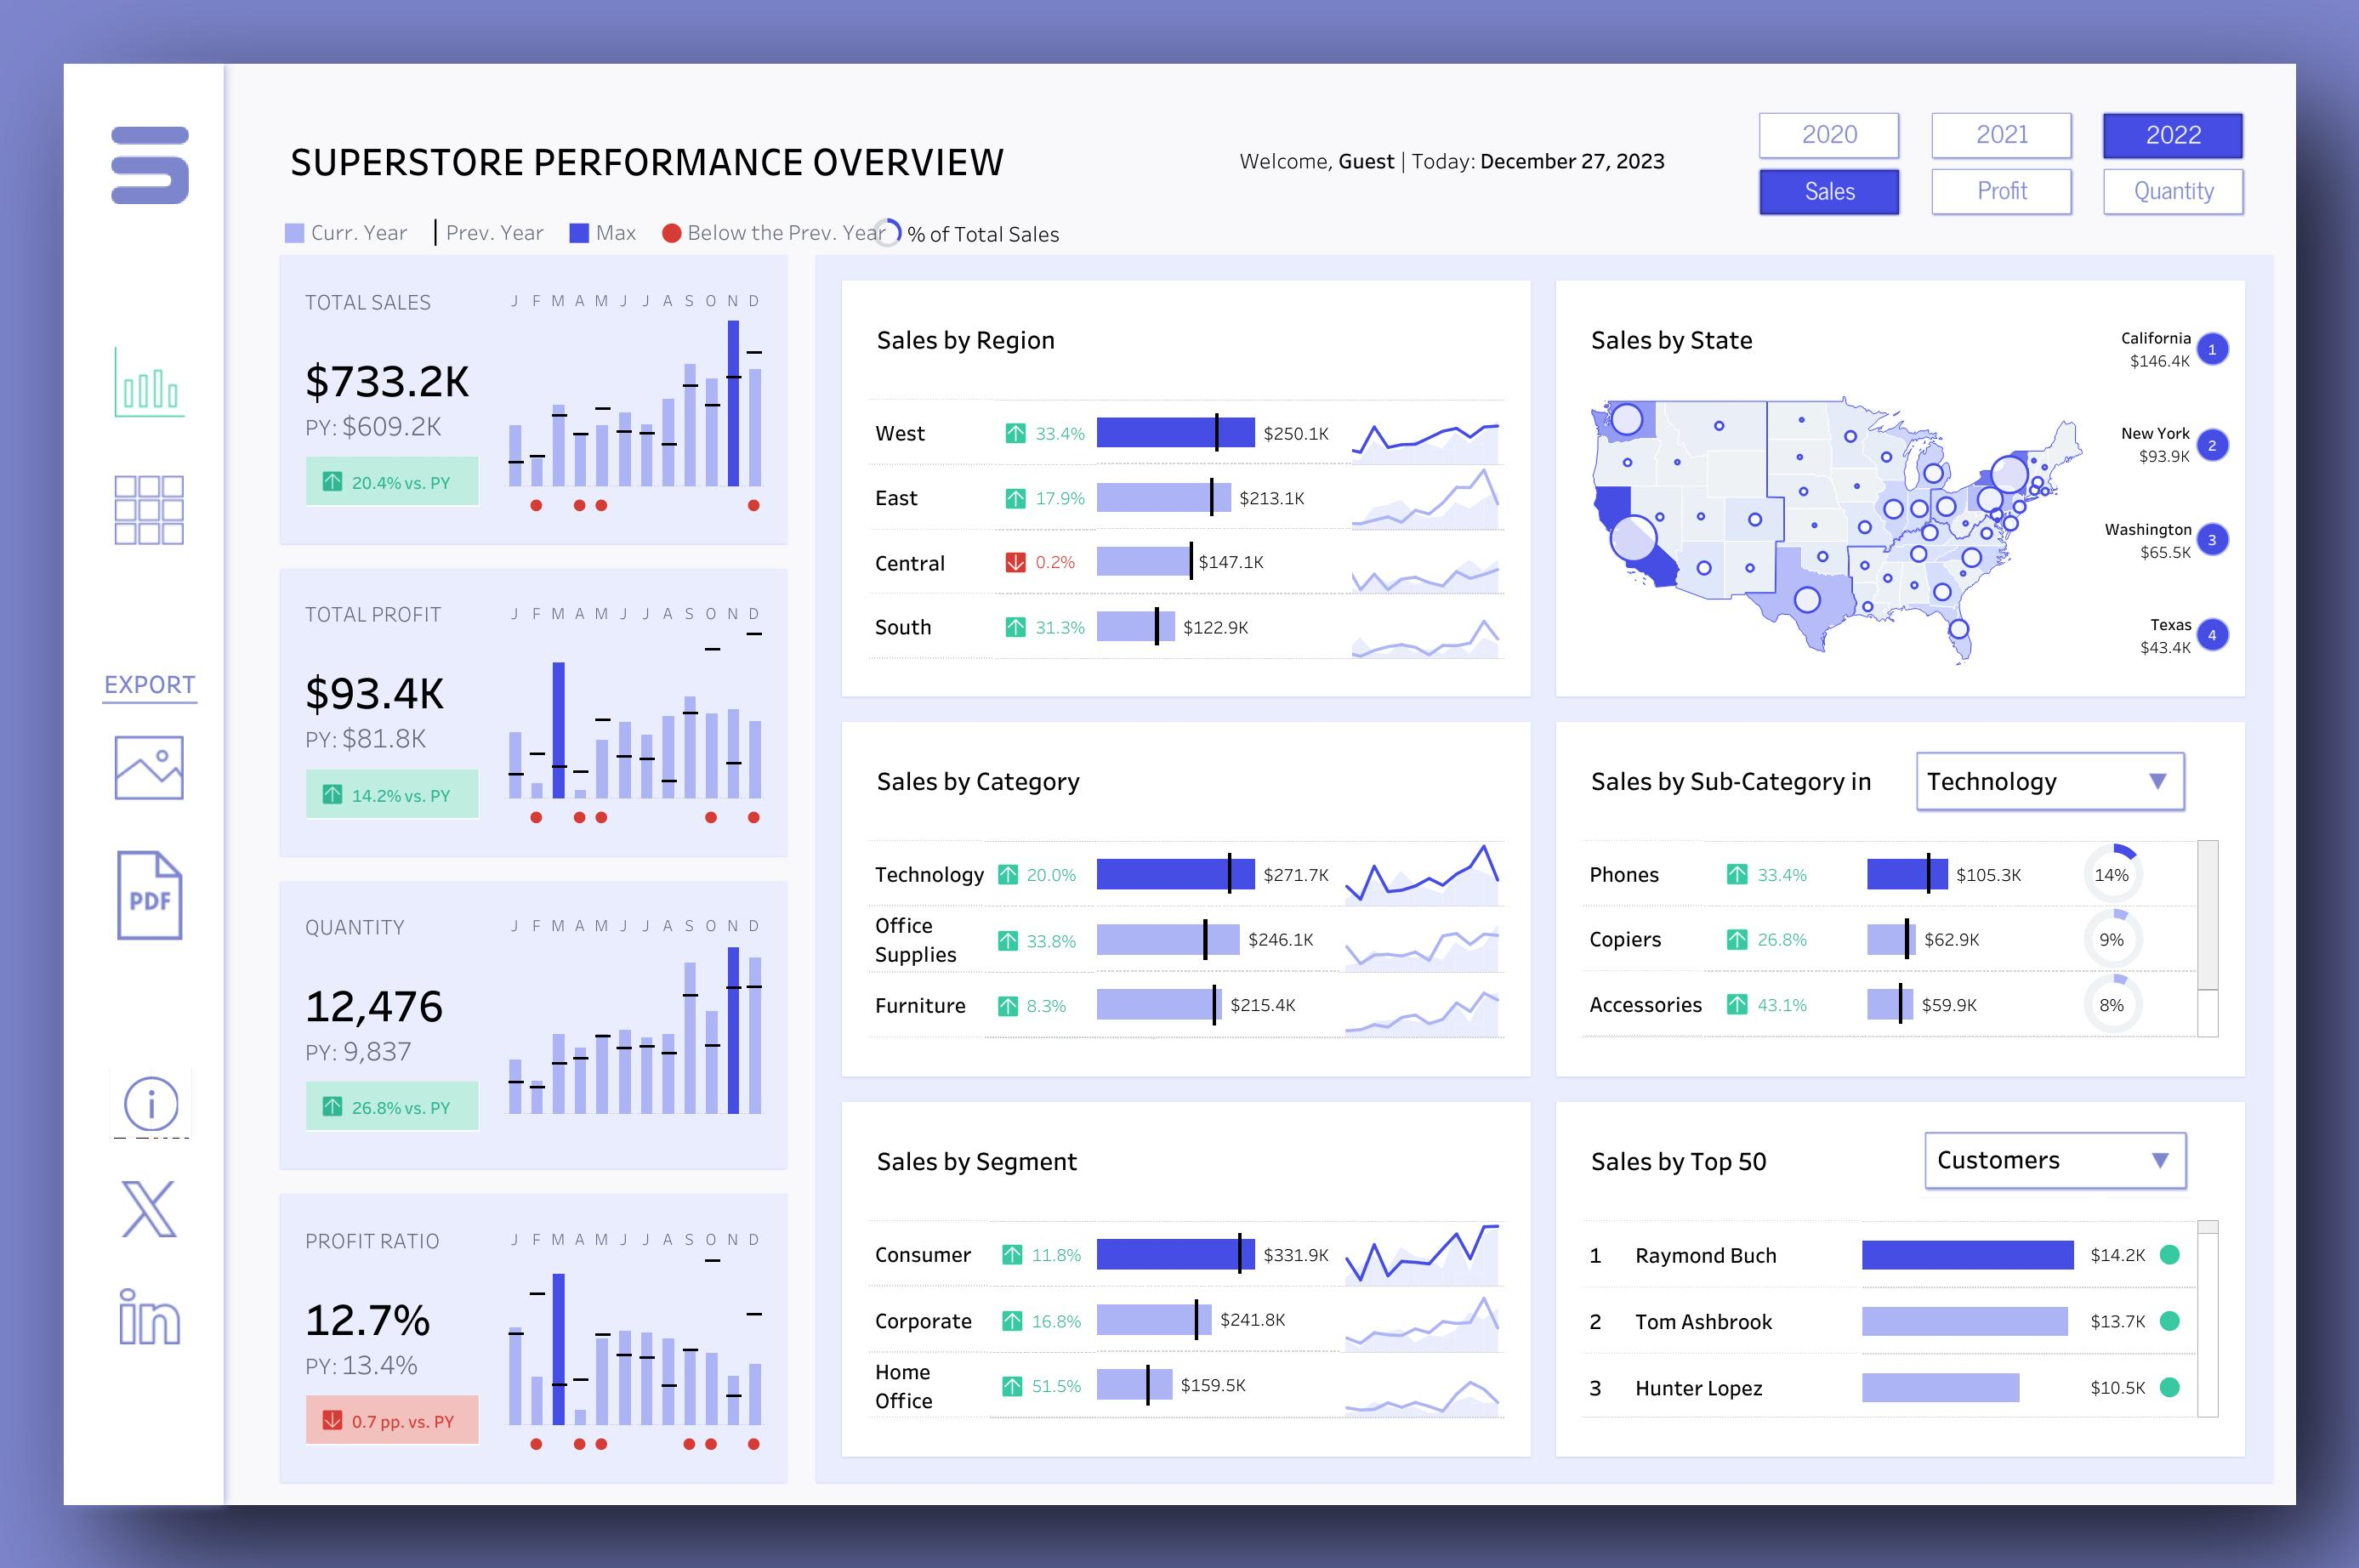 SUPERSTORE PERFORMANCE OVERVIEW
Welcome, Guest | Today: December 27, 2023
2020 2021 2022
Sales Profit Quantity
Curr. Year Prev. Year Max Below the Prev. Year % of Total Sales
EXPORT
PDF
i
X
in
TOTAL SALES
J F M A M J J A S O N D
$733.2K
PY: $609.2K
20.4% vs. PY
TOTAL PROFIT
J F M A M J J A S O N D
$93.4K
PY: $81.8K
14.2% vs. PY
QUANTITY
J F M A M J J A S O N D
12,476
PY: 9,837
26.8% vs. PY
PROFIT RATIO
J F M A M J J A S O N D
12.7%
PY: 13.4%
0.7 pp. vs. PY
Sales by Region
West 33.4% $250.1K
East 17.9% $213.1K
Central 0.2% $147.1K
South 31.3% $122.9K
Sales by State
California
$146.4K
1
New York
$93.9K
2
Washington
$65.5K
3
Texas
$43.4K
4
Sales by Category
Technology 20.0% $271.7K
Office
Supplies
33.8% $246.1K
Furniture 8.3% $215.4K
Sales by Sub-Category in Technology
Phones 33.4% $105.3K 14%
Copiers 26.8% $62.9K 9%
Accessories 43.1% $59.9K 8%
Sales by Segment
Consumer 11.8% $331.9K
Corporate 16.8% $241.8K
Home
Office
51.5% $159.5K
Sales by Top 50 Customers
1 Raymond Buch $14.2K
2 Tom Ashbrook $13.7K
3 Hunter Lopez $10.5K